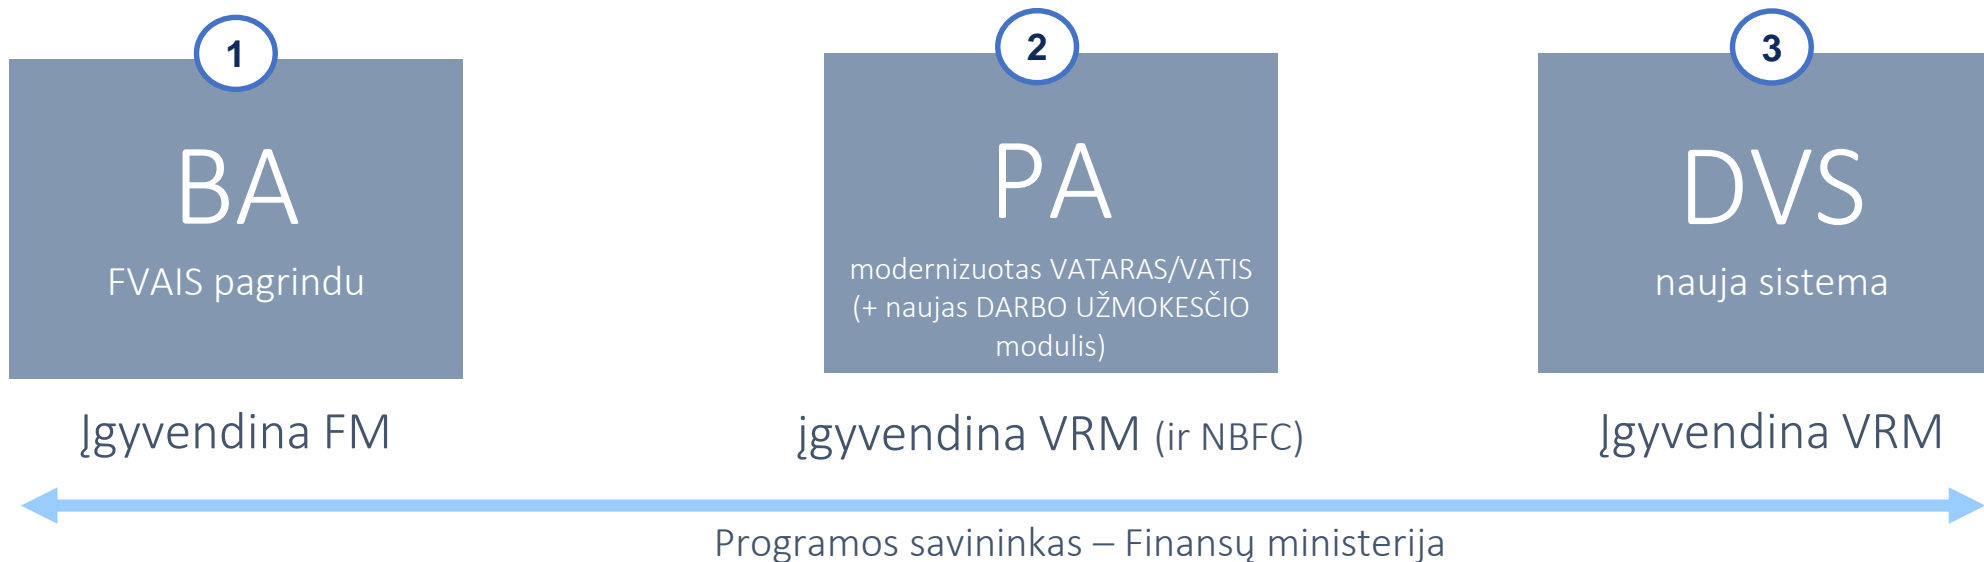 1
BA
FVAIS pagrindu
Įgyvendina FM
2
PA
modernizuotas VATARAS/VATIS
(+ naujas DARBO UŽMOKESČIO
modulis)
įgyvendina VRM (ir NBFC)
3
DVS
nauja sistema
Įgyvendina VRM
Programos savininkas – Finansų ministerija